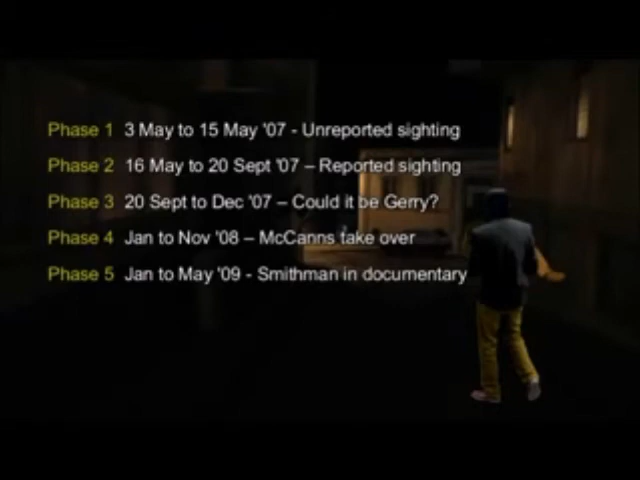 Phase 1 3 May to 15 May '07 - Unreported sighting
Phase 2 16 May to 20 Sept '07 – Reported sighting
Phase 3 20 Sept to Dec '07 – Could it be Gerry?
Phase 4 Jan to Nov '08 – McCanns take over
Phase 5 Jan to May '09 - Smithman in documentary